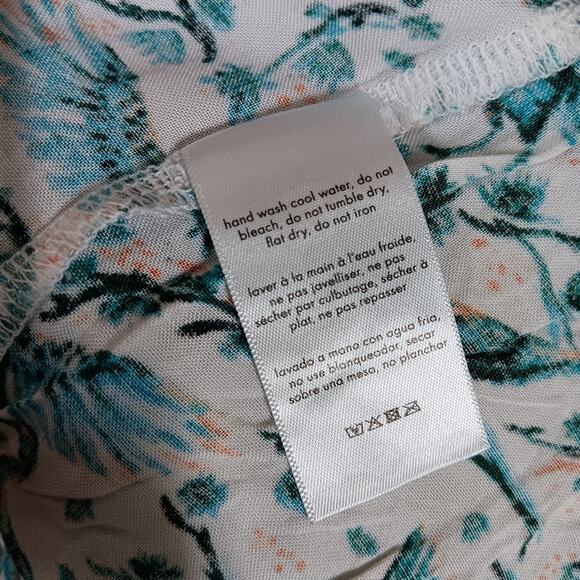 hand wash cool water, do not
bleach, do not tumble dry,
flat dry, do not iron
laver à la main à l'eau froide,
ne pas javelliser, ne pas
sécher par culbutage, sécher à
plat, ne pas repasser
lavado a mano con agua fria,
no use blanqueador, secar
sobre una mesa, no planchar